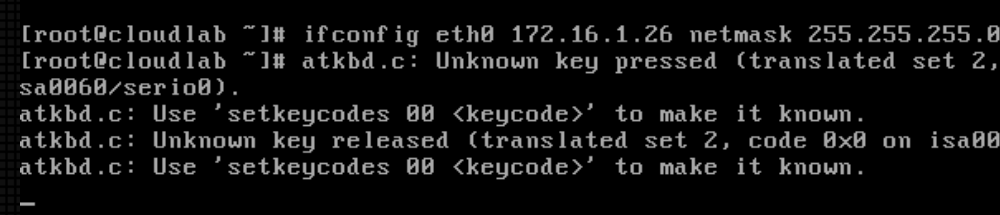 [root@cloudlab ~]# ifconfig eth0 172.16.1.26 netmask 255.255.255.0
[root@cloudlab ~]# atkbd.c: Unknown key pressed (translated set 2,
sa0060/serio0).
atkbd.c: Use 'setkeycodes 00 <keycode>' to make it known.
atkbd.c: Unknown key released (translated set 2, code 0x0 on isa00
atkbd.c: Use 'setkeycodes 00 <keycode>' to make it known.
_